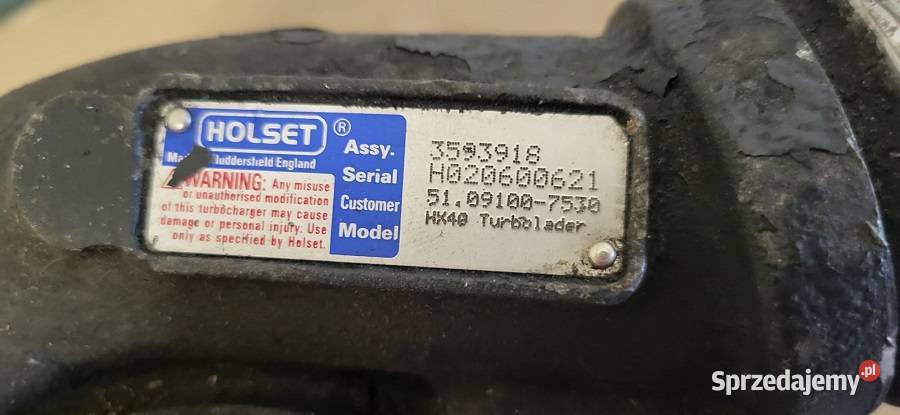 HOLSET ®
Huddersfield England
WARNING: Any misuse
or unauthorised modification
of this turbocharger may cause
damage or personal injury. Use
only as specified by Holset.
Assy. 3593918
Serial H020600621
Customer 51.09100-7530
Model HX40 Turbolader
Sprzedajemy.pl